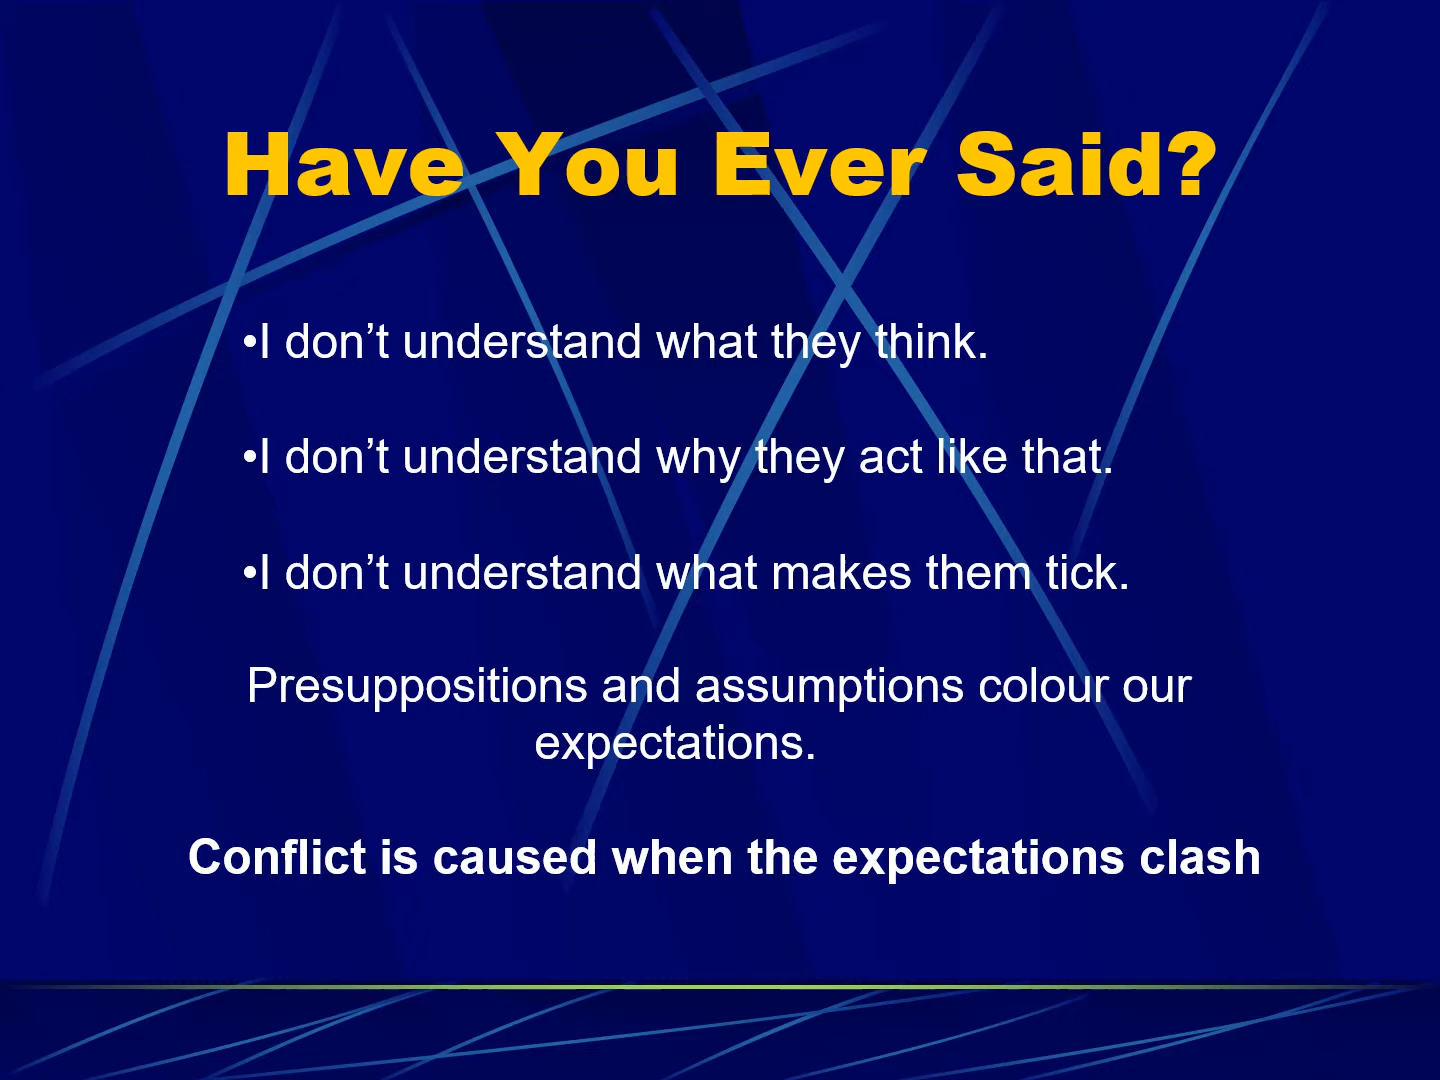 Have You Ever Said?
•I don’t understand what they think.
•I don’t understand why they act like that.
•I don’t understand what makes them tick.
Presuppositions and assumptions colour our
expectations.
Conflict is caused when the expectations clash